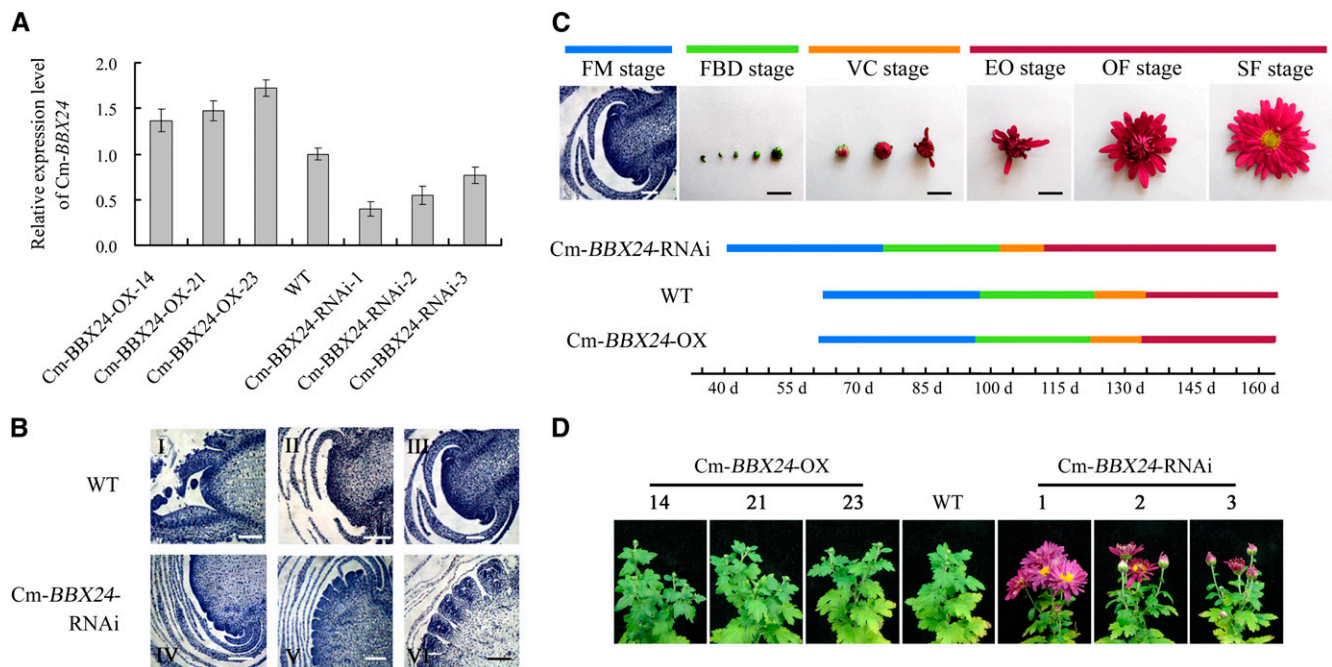 A
Relative expression level
of Cm-BBX24
2.0
1.5
1.0
0.5
0.0
Cm-BBX24-OX-14
Cm-BBX24-OX-21
Cm-BBX24-OX-23
WT
Cm-BBX24-RNAi-1
Cm-BBX24-RNAi-2
Cm-BBX24-RNAi-3
B
WT
I
II
III
Cm-BBX24-
RNAi
IV
V
VI
C
FM stage
FBD stage
VC stage
EO stage
OF stage
SF stage
Cm-BBX24-RNAi
WT
Cm-BBX24-OX
40 d 55 d 70 d 85 d 100 d 115 d 130 d 145 d 160 d
D
Cm-BBX24-OX
Cm-BBX24-RNAi
14 21 23 WT 1 2 3